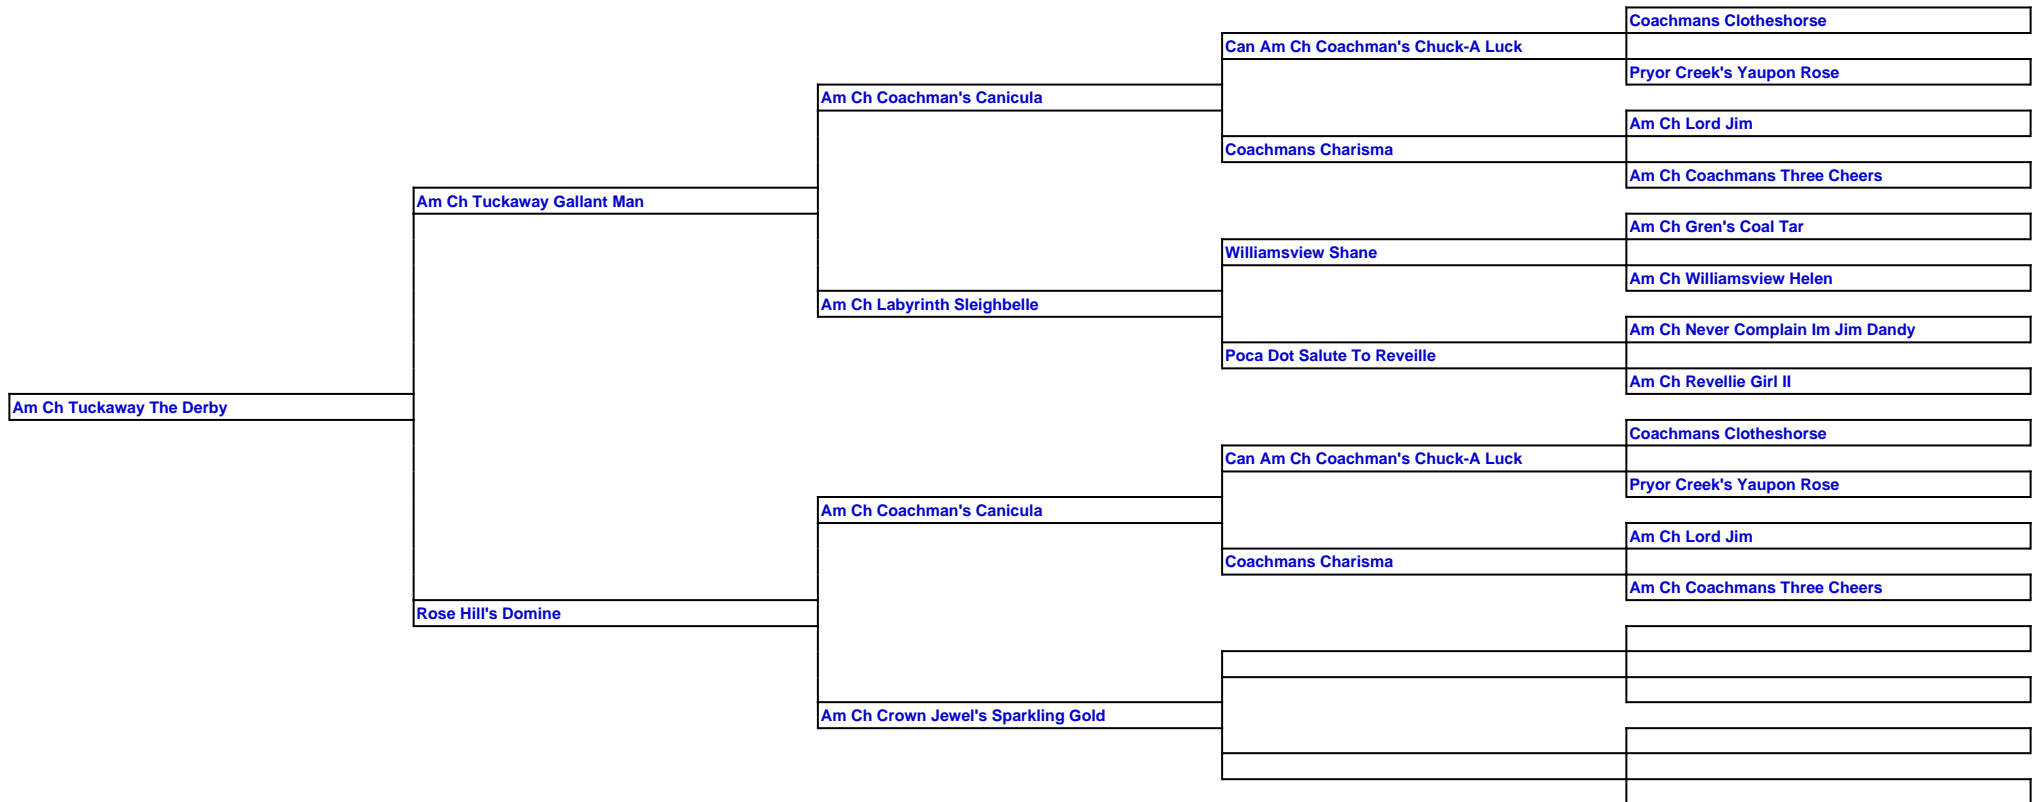 Coachmans Clotheshorse
Can Am Ch Coachman's Chuck-A Luck
Pryor Creek's Yaupon Rose
Am Ch Coachman's Canicula
Am Ch Lord Jim
Coachmans Charisma
Am Ch Coachmans Three Cheers
Am Ch Tuckaway Gallant Man
Am Ch Gren's Coal Tar
Williamsview Shane
Am Ch Williamsview Helen
Am Ch Labyrinth Sleighbelle
Am Ch Never Complain Im Jim Dandy
Poca Dot Salute To Reveille
Am Ch Revellie Girl II
Am Ch Tuckaway The Derby
Coachmans Clotheshorse
Can Am Ch Coachman's Chuck-A Luck
Pryor Creek's Yaupon Rose
Am Ch Coachman's Canicula
Am Ch Lord Jim
Coachmans Charisma
Am Ch Coachmans Three Cheers
Rose Hill's Domine
Am Ch Crown Jewel's Sparkling Gold